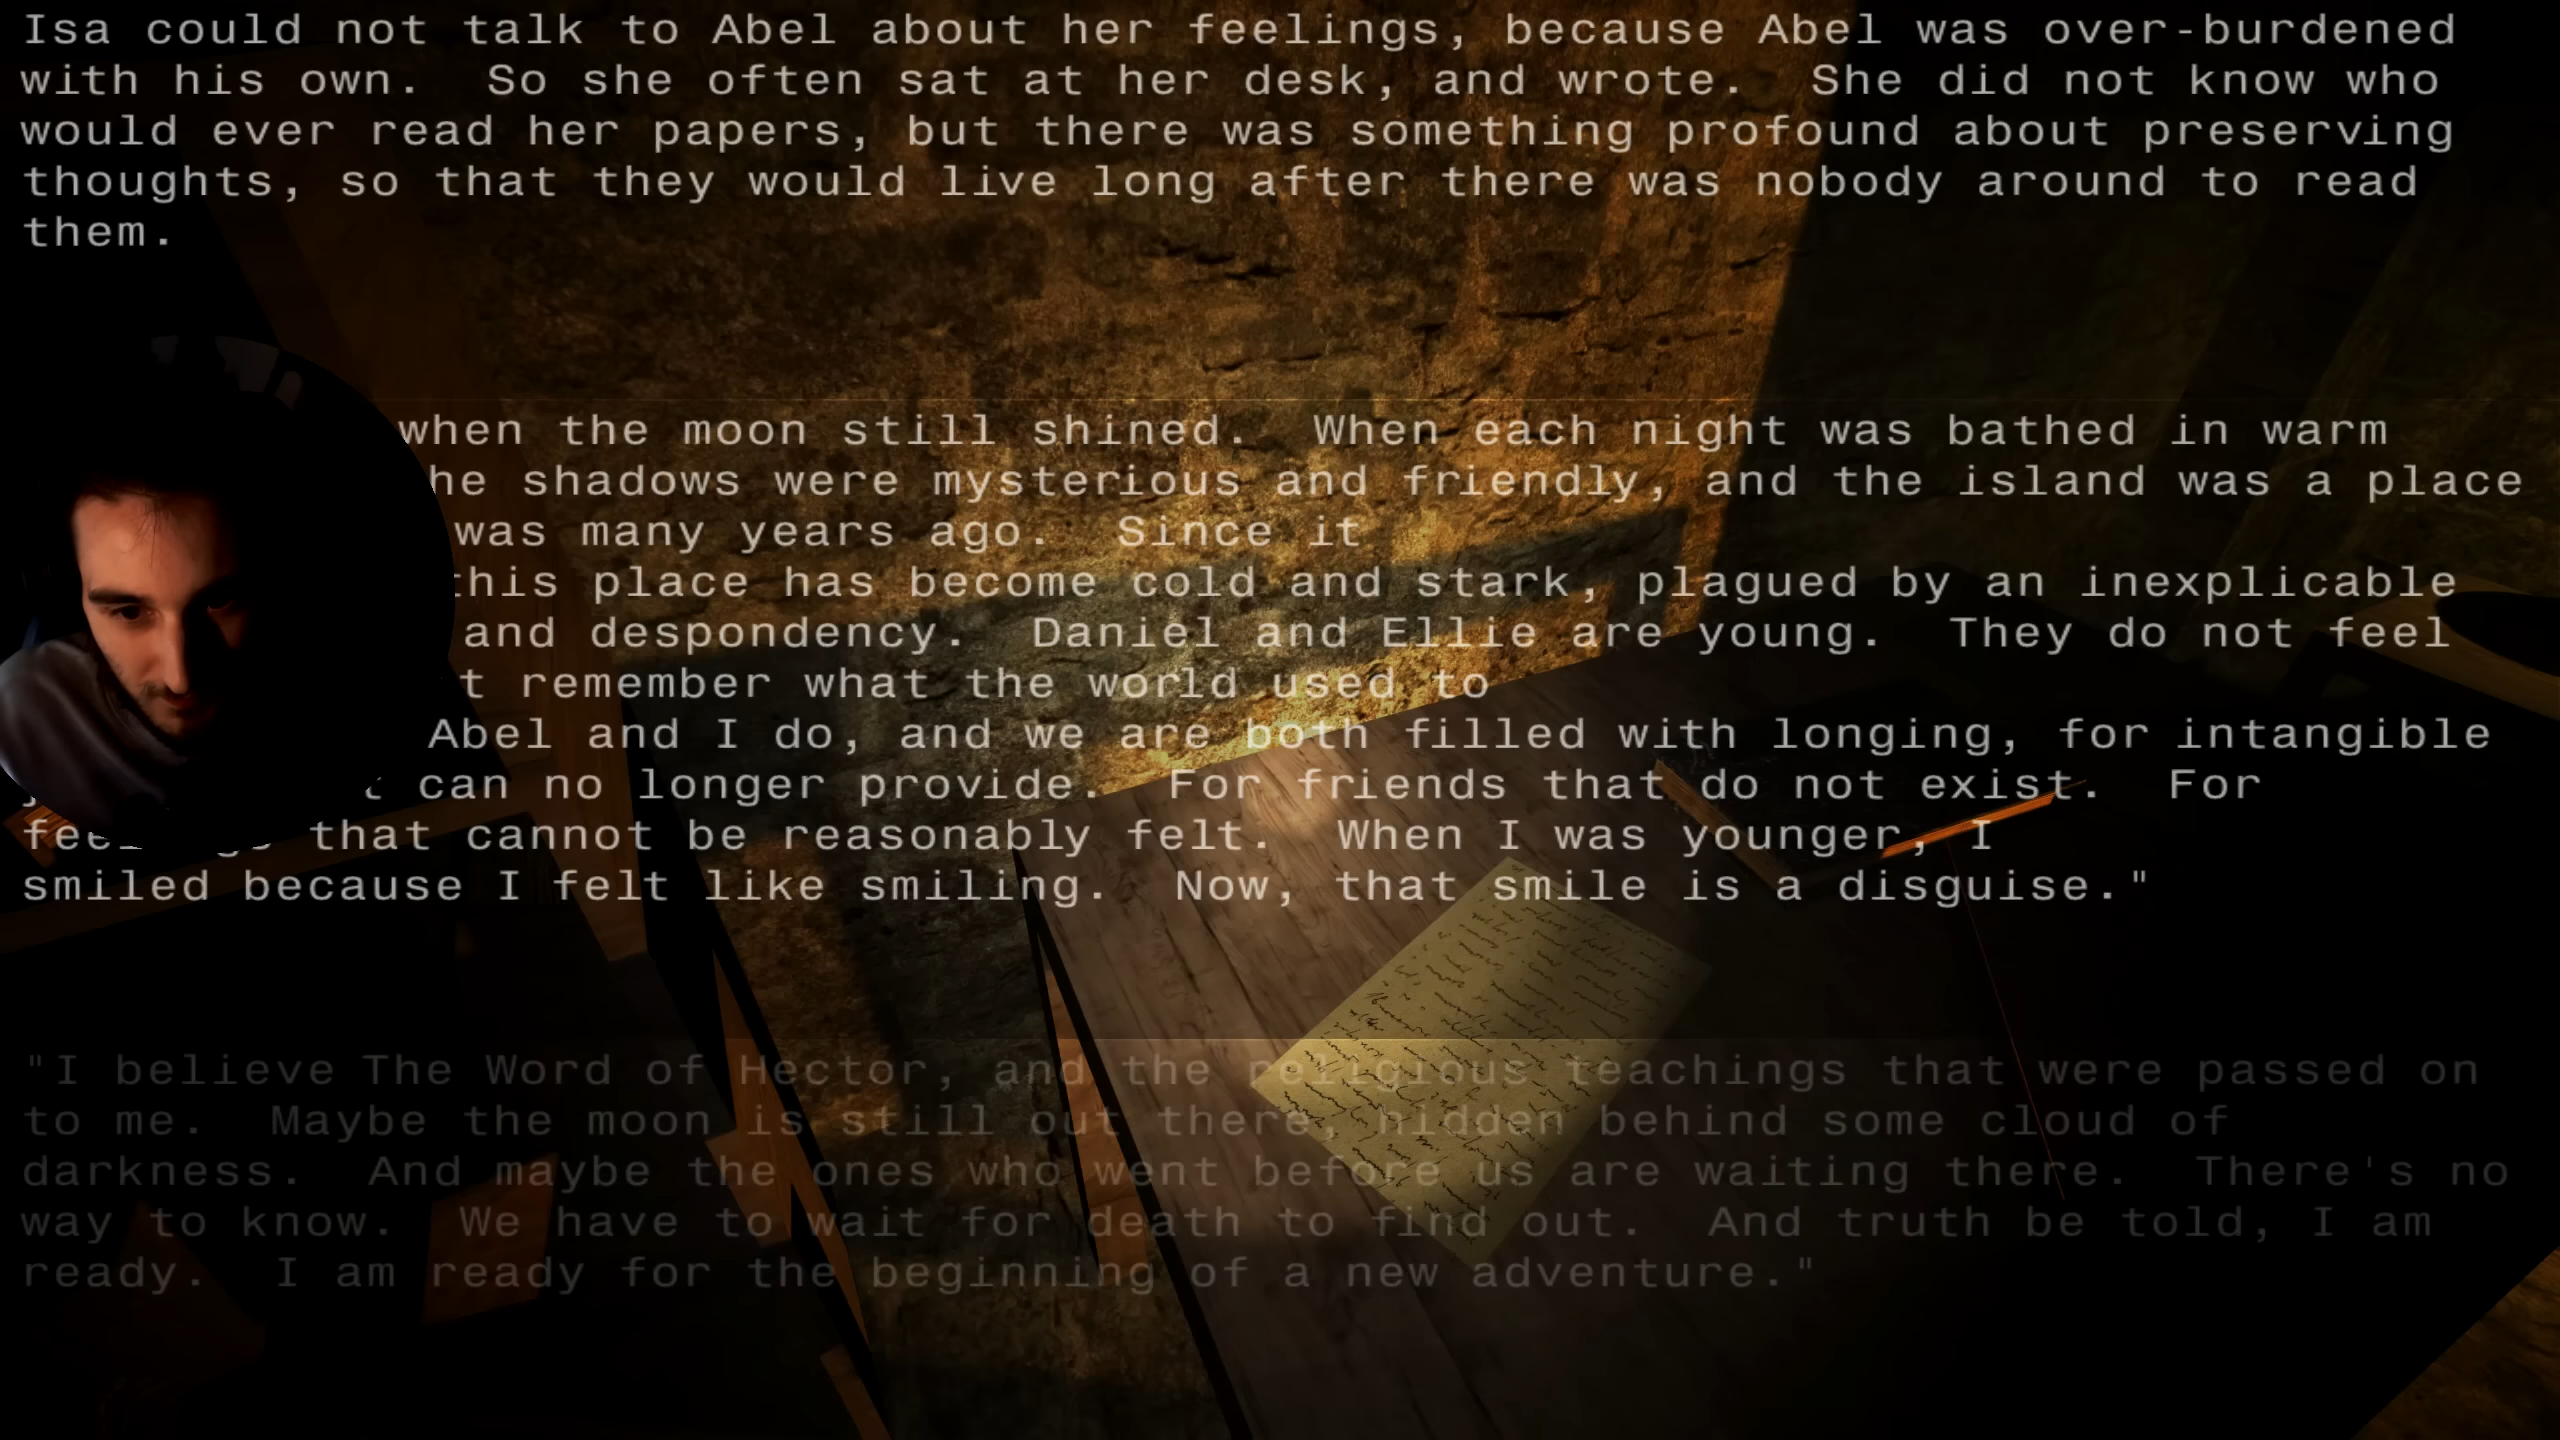 Isa could not talk to Abel about her feelings, because Abel was over-burdened
with his own.  So she often sat at her desk, and wrote.  She did not know who
would ever read her papers, but there was something profound about preserving
thoughts, so that they would live long after there was nobody around to read
them.
when the moon still shined.  When each night was bathed in warm
shadows were mysterious and friendly, and the island was a place
was many years ago.  Since it
this place has become cold and stark, plagued by an inexplicable
and despondency.  Daniel and Ellie are young.  They do not feel
remember what the world used to
Abel and I do, and we are both filled with longing, for intangible
can no longer provide.  For friends that do not exist.  For
that cannot be reasonably felt.  When I was younger, I
smiled because I felt like smiling.  Now, that smile is a disguise."
"I believe The Word of Hector, and the religious teachings that were passed on
to me.  Maybe the moon is still out there, hidden behind some cloud of
darkness.  And maybe the ones who went before us are waiting there.  There's no
way to know.  We have to wait for death to find out.  And truth be told, I am
ready.  I am ready for the beginning of a new adventure."